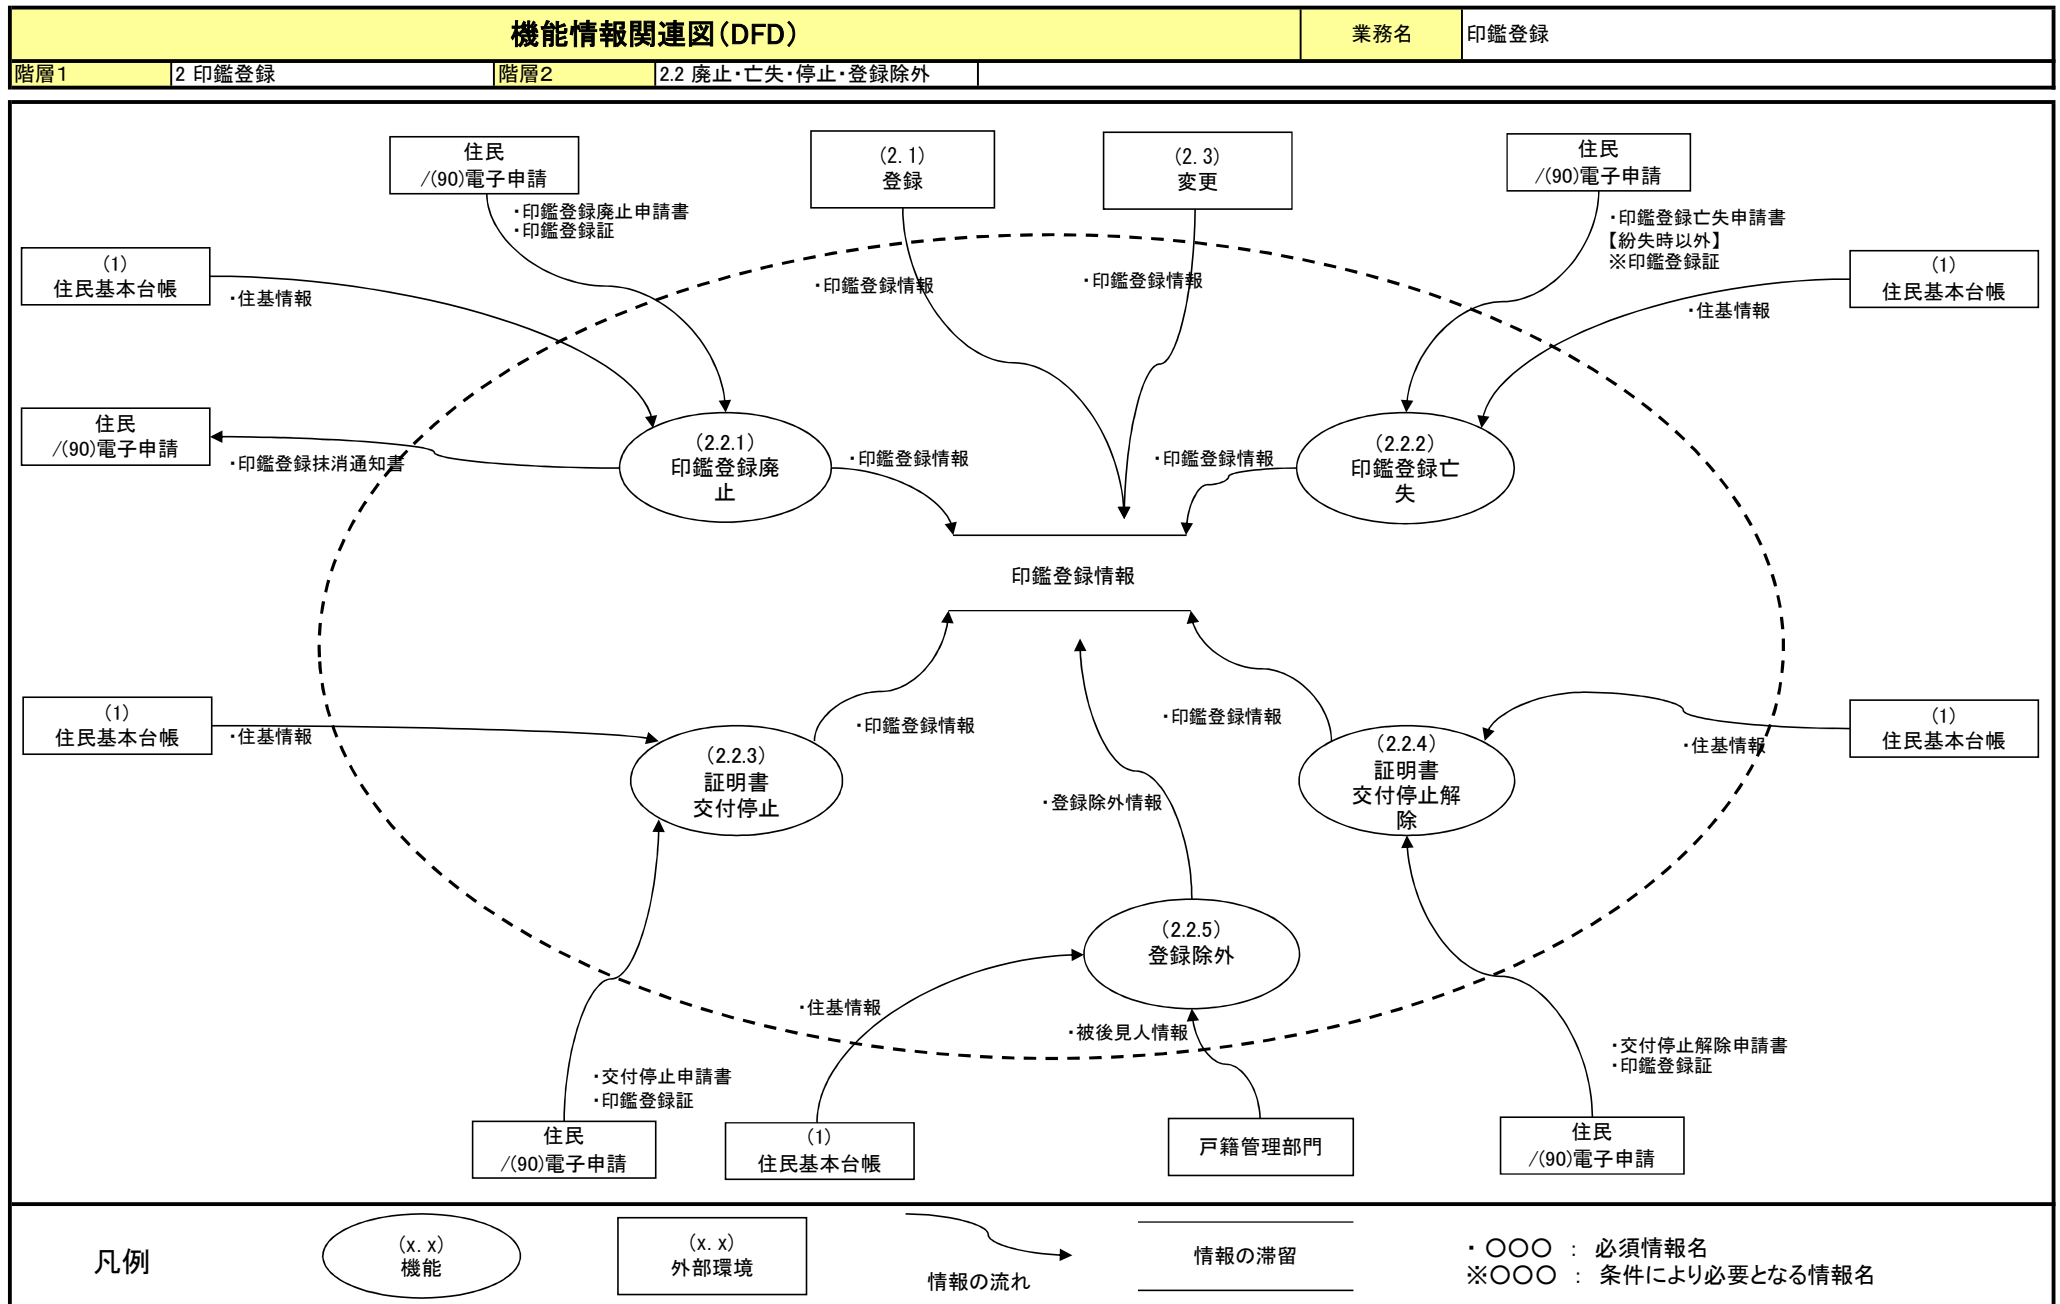 機能情報関連図(DFD)
業務名
印鑑登録
階層1
2 印鑑登録
階層2
2.2 廃止・亡失・停止・登録除外
住民
/(90)電子申請
(2.1)
登録
(2.3)
変更
住民
/(90)電子申請
・印鑑登録廃止申請書
・印鑑登録証
・印鑑登録亡失申請書
【紛失時以外】
※印鑑登録証
(1)
住民基本台帳
・住基情報
・印鑑登録情報
・印鑑登録情報
(1)
住民基本台帳
・住基情報
住民
/(90)電子申請
・印鑑登録抹消通知書
(2.2.1)
印鑑登録廃
止
・印鑑登録情報
・印鑑登録情報
(2.2.2)
印鑑登録亡
失
印鑑登録情報
(1)
住民基本台帳
・住基情報
(2.2.3)
証明書
交付停止
・印鑑登録情報
・印鑑登録情報
(2.2.4)
証明書
交付停止解
除
・住基情報
(1)
住民基本台帳
・登録除外情報
(2.2.5)
登録除外
・住基情報
・被後見人情報
・交付停止申請書
・印鑑登録証
・交付停止解除申請書
・印鑑登録証
住民
/(90)電子申請
(1)
住民基本台帳
戸籍管理部門
住民
/(90)電子申請
凡例
(x.x)
機能
(x.x)
外部環境
情報の流れ
情報の滞留
・ ○○○ : 必須情報名
※○○○ : 条件により必要となる情報名